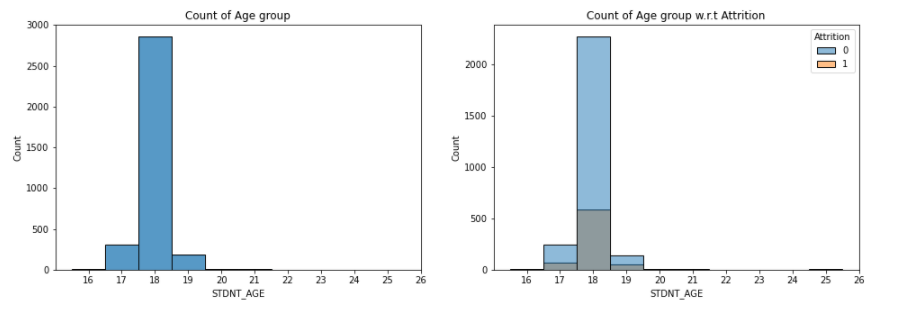 Count of Age group
3000
2500
2000
1500
1000
500
0
Count
16 17 18 19 20 21 22 23 24 25 26
STDNT_AGE
Count of Age group w.r.t Attrition
Attrition
0
1
2000
1500
1000
500
0
Count
16 17 18 19 20 21 22 23 24 25 26
STDNT_AGE